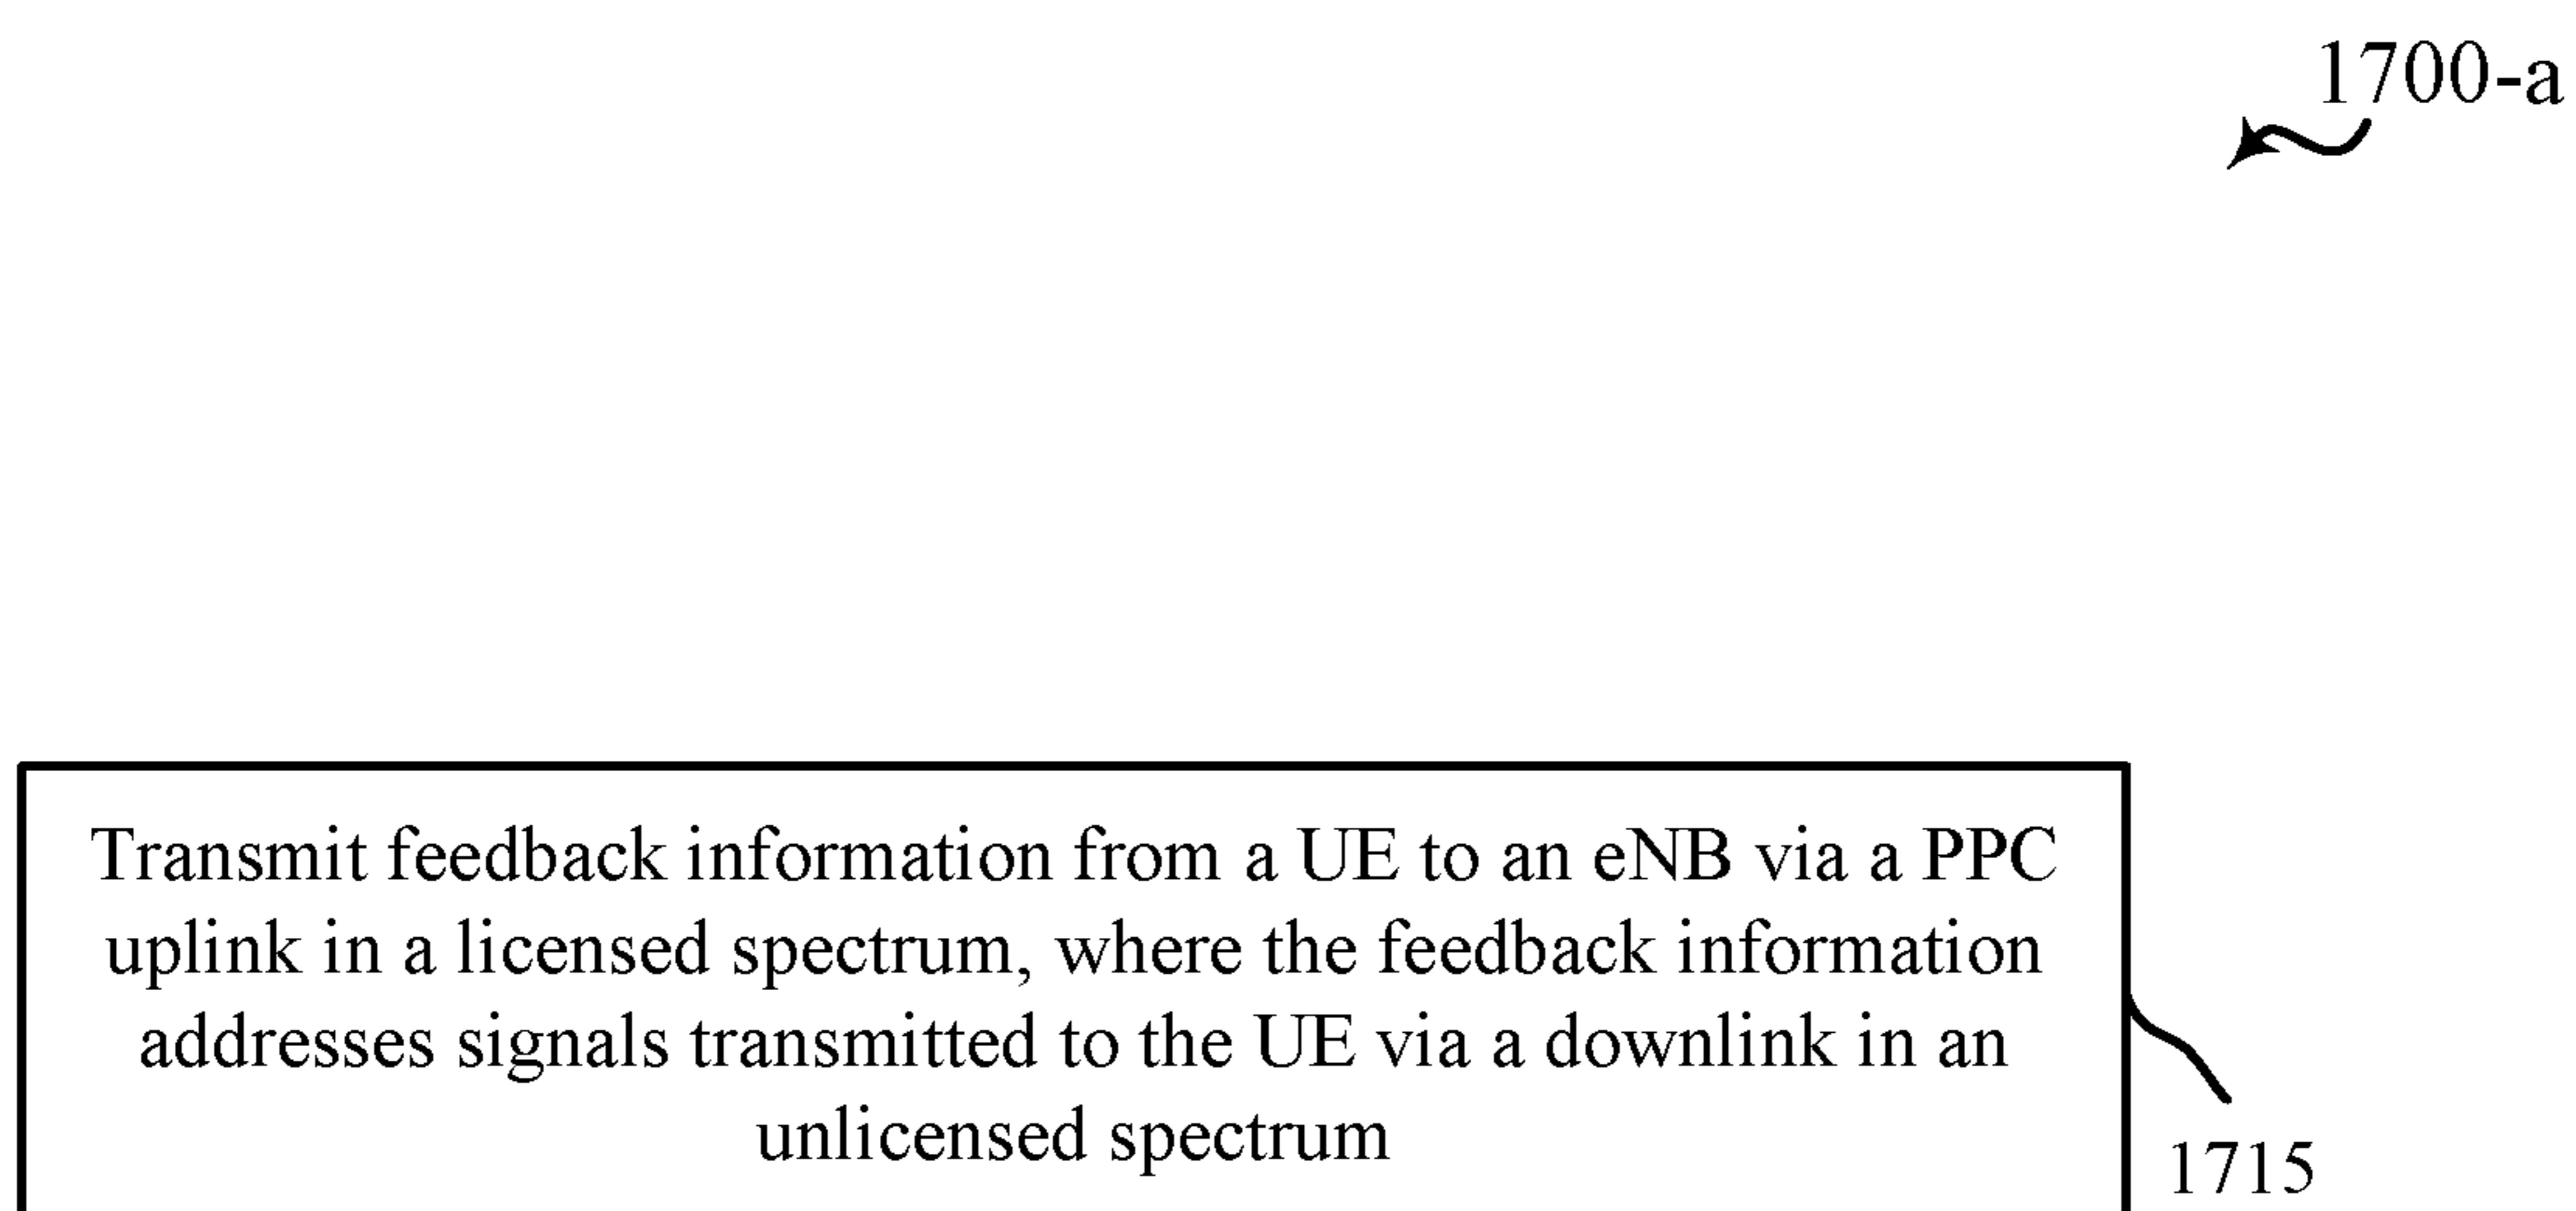 1700-a
Transmit feedback information from a UE to an eNB via a PPC
uplink in a licensed spectrum, where the feedback information
addresses signals transmitted to the UE via a downlink in an
unlicensed spectrum
1715